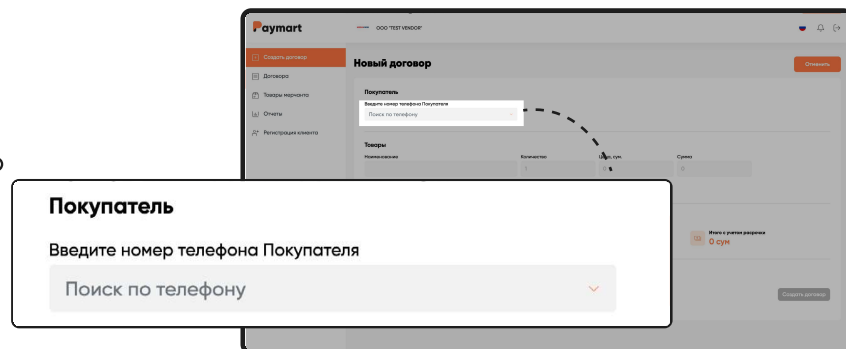 Paymart
ООО "TEST VENDOR"
Создать договор
Договора
Товары мерчанта
Отчеты
Регистрация клиента
Новый договор
Отменить
Покупатель
Введите номер телефона Покупателя
Поиск по телефону
Товары
Наименование
Количество
Цена, сум
Сумма
1
0
0
Итого с учетом рассрочки
0 сум
Создать договор
Покупатель
Введите номер телефона Покупателя
Поиск по телефону